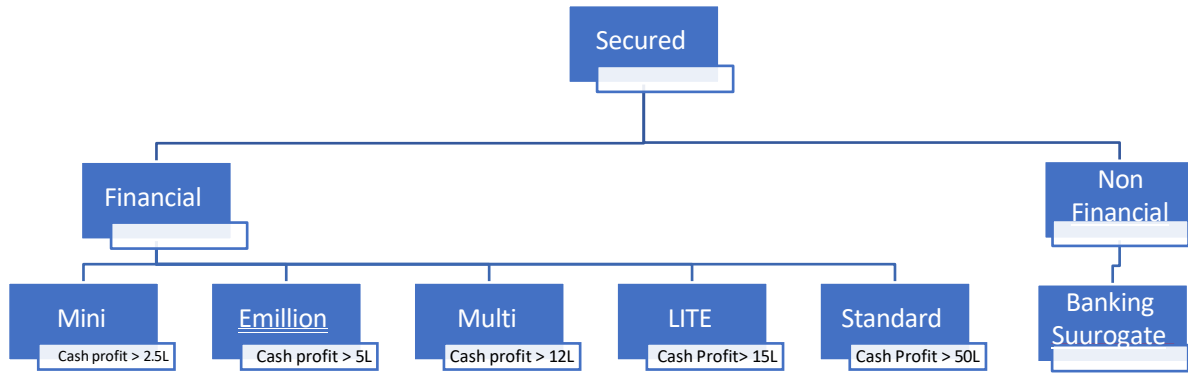 Secured
Financial
Non
Financial
Mini
Cash profit > 2.5L
Emillion
Cash profit > 5L
Multi
Cash profit > 12L
LITE
Cash Profit> 15L
Standard
Cash Profit > 50L
Banking
Suurogate